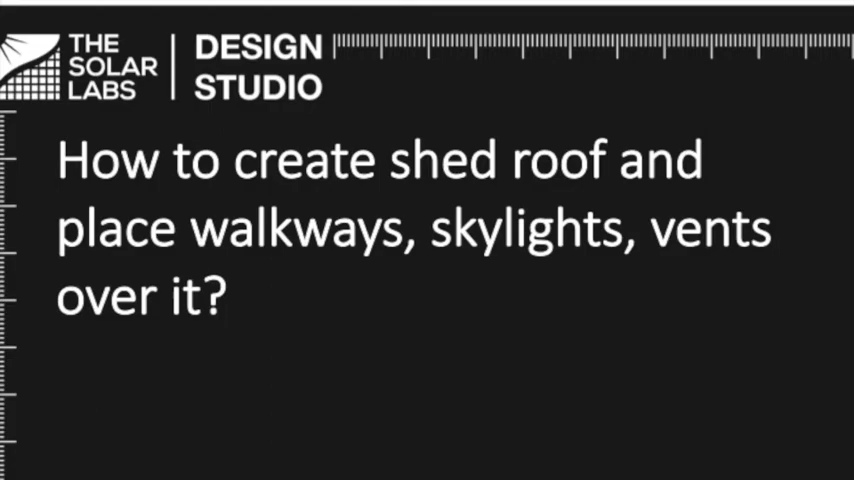 THE
SOLAR
LABS
DESIGN
STUDIO
How to create shed roof and
place walkways, skylights, vents
over it?